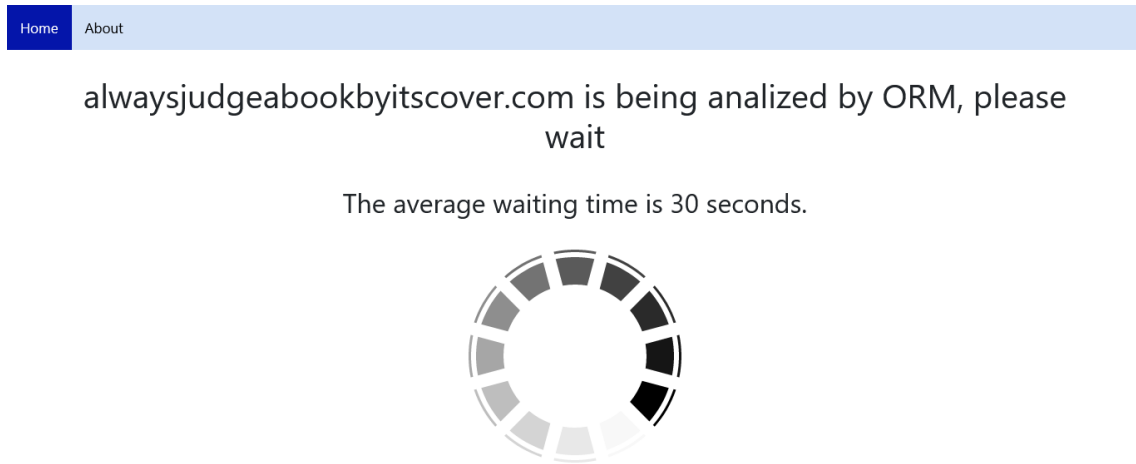 Home About
alwaysjudgeabookbyitscover.com is being analized by ORM, please
wait
The average waiting time is 30 seconds.